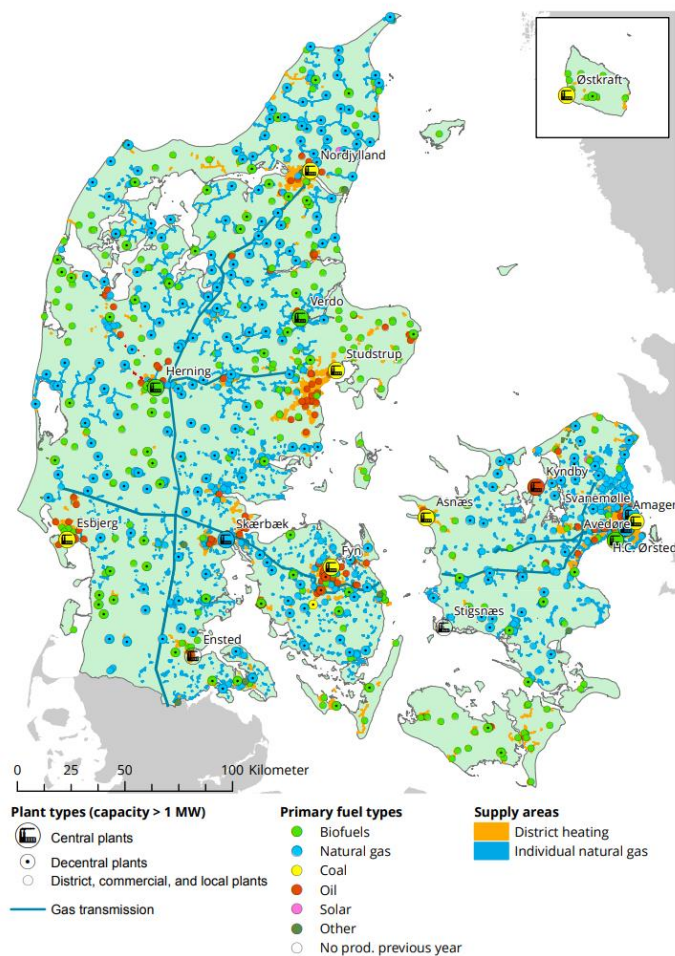 Østkraft
Nordjylland
Verdo
Studstrup
Herning
Kyndby
Svanemølle
Asnæs
Amager
Esbjerg
Skærbæk
Avedøre
H.C. Ørsted
Fyn
Stigsnæs
Ensted
0 25 50 100 Kilometer
Plant types (capacity > 1 MW)
Central plants
Decentral plants
District, commercial, and local plants
Gas transmission
Primary fuel types
Biofuels
Natural gas
Coal
Oil
Solar
Other
No prod. previous year
Supply areas
District heating
Individual natural gas